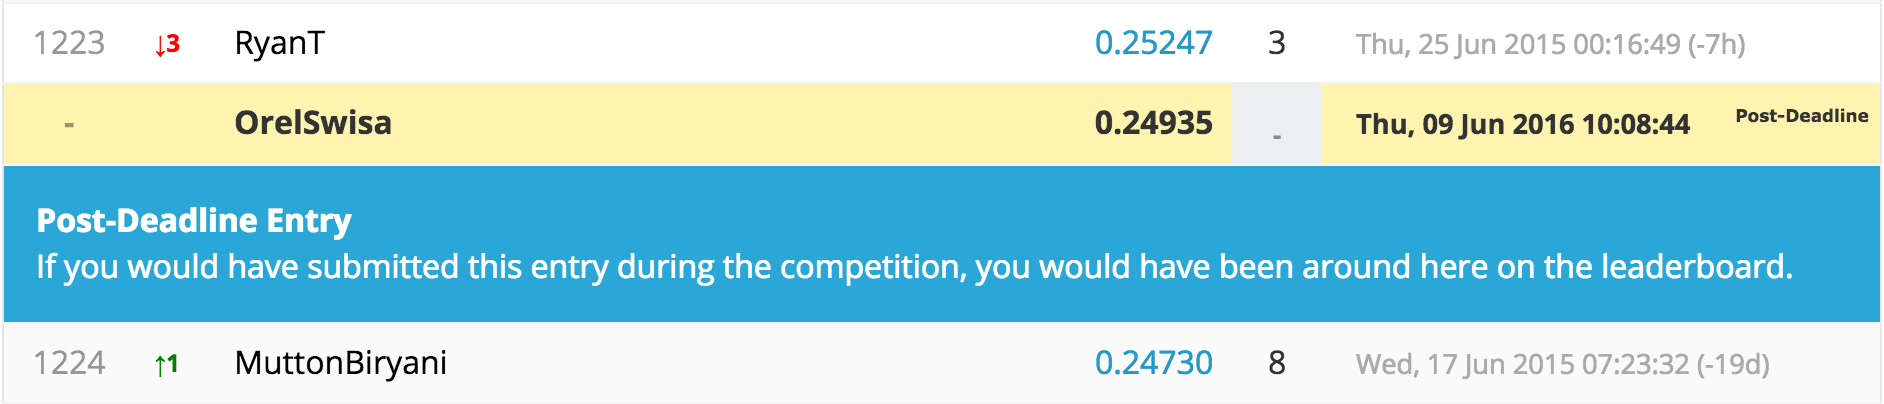 1223 ↓3 RyanT 0.25247 3 Thu, 25 Jun 2015 00:16:49 (-7h)
- OrelSwisa 0.24935 - Thu, 09 Jun 2016 10:08:44 Post-Deadline
Post-Deadline Entry
If you would have submitted this entry during the competition, you would have been around here on the leaderboard.
1224 ↑1 MuttonBiryani 0.24730 8 Wed, 17 Jun 2015 07:23:32 (-19d)